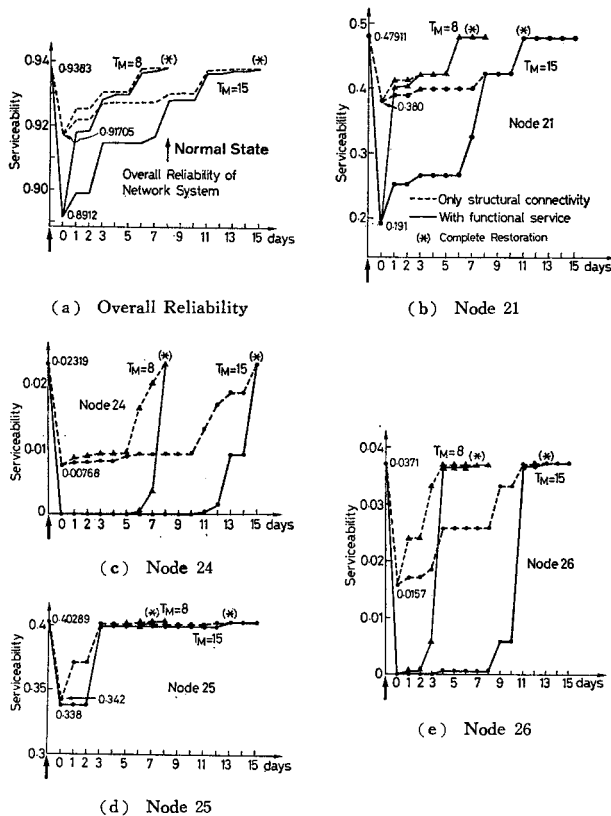 0.94
0.92
0.90
Serviceability
0.9383
T_M=8
(*)
(*)
T_M=15
0.91705
Normal State
Overall Reliability of
Network System
0.8912
0 1 3 5 7 9 11 13 15 days
(a) Overall Reliability
0.5
0.4
0.3
0.2
Serviceability
0.47911
T_M=8
(*)
(*)
T_M=15
0.380
Node 21
Only structural connectivity
With functional service
(*) Complete Restoration
0.191
0 1 2 3 5 7 9 11 13 15 days
(b) Node 21
0.02
0.01
0
Serviceability
0.02319
T_M=8
(*)
T_M=15
(*)
Node 24
0.00768
0 1 2 3 5 7 9 11 13 15 days
(c) Node 24
0.4
0.35
0.3
Serviceability
0.40289
(*)
T_M=8
(*)
T_M=15
Node 25
0.342
0.338
0 1 2 3 5 7 9 11 13 15 days
(d) Node 25
0.04
0.03
0.02
0.01
0
Serviceability
0.0371
T_M=8
(*)
(*)
T_M=15
0.0157
Node 26
0 1 2 3 5 7 9 11 13 15 days
(e) Node 26